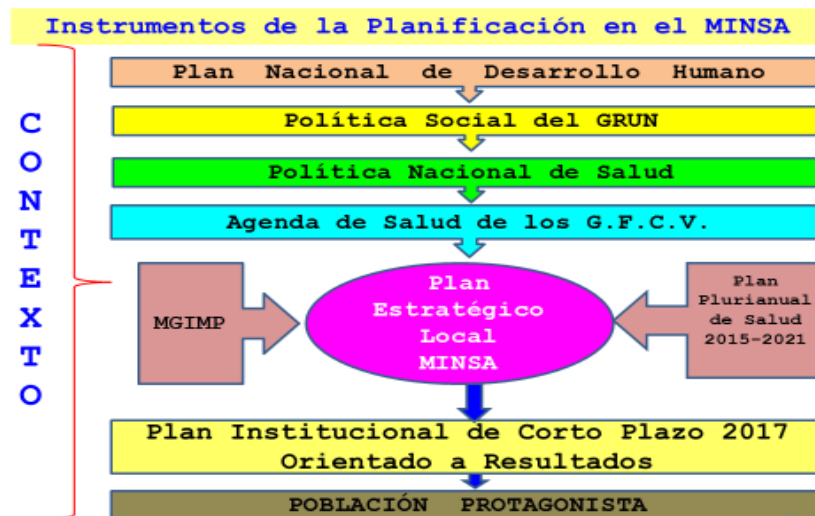 Instrumentos de la Planificación en el MINSA
CONTEXTO
Plan Nacional de Desarrollo Humano
Política Social del GRUN
Política Nacional de Salud
Agenda de Salud de los G.F.C.V.
MGIMP
Plan
Estratégico
Local
MINSA
Plan
Plurianual
de Salud
2015-2021
Plan Institucional de Corto Plazo 2017
Orientado a Resultados
POBLACIÓN PROTAGONISTA